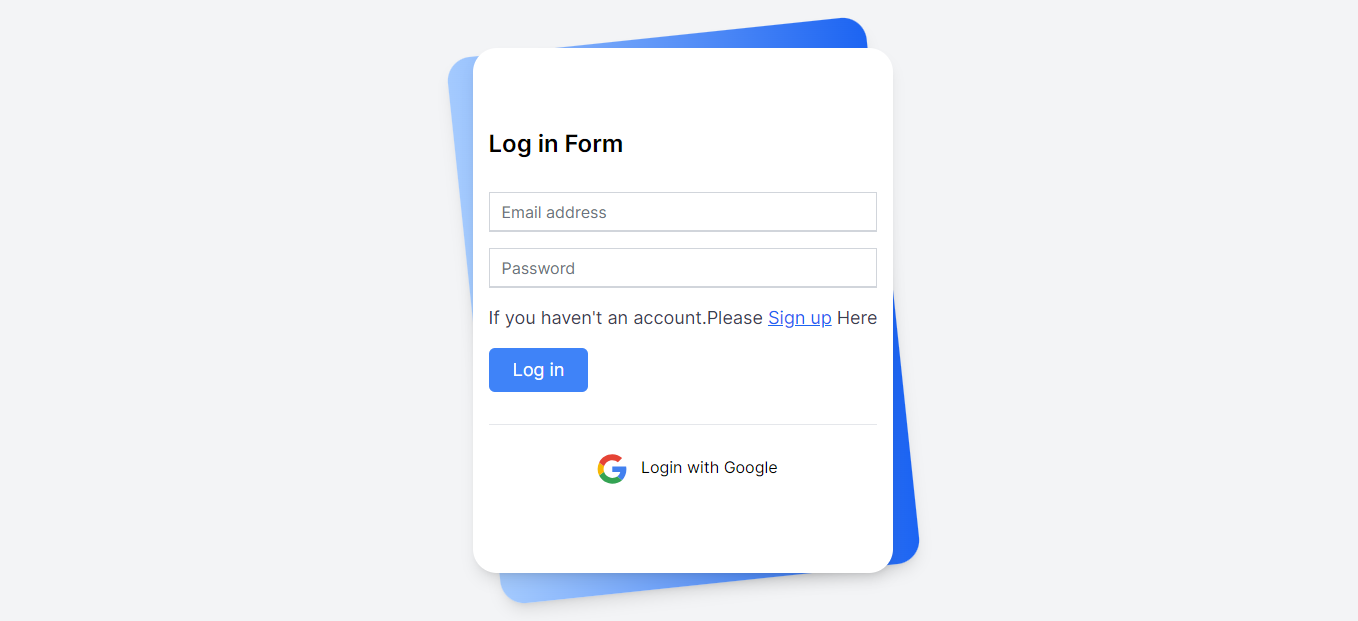 Log in Form
Email address
Password
If you haven't an account.Please Sign up Here
Log in
Login with Google